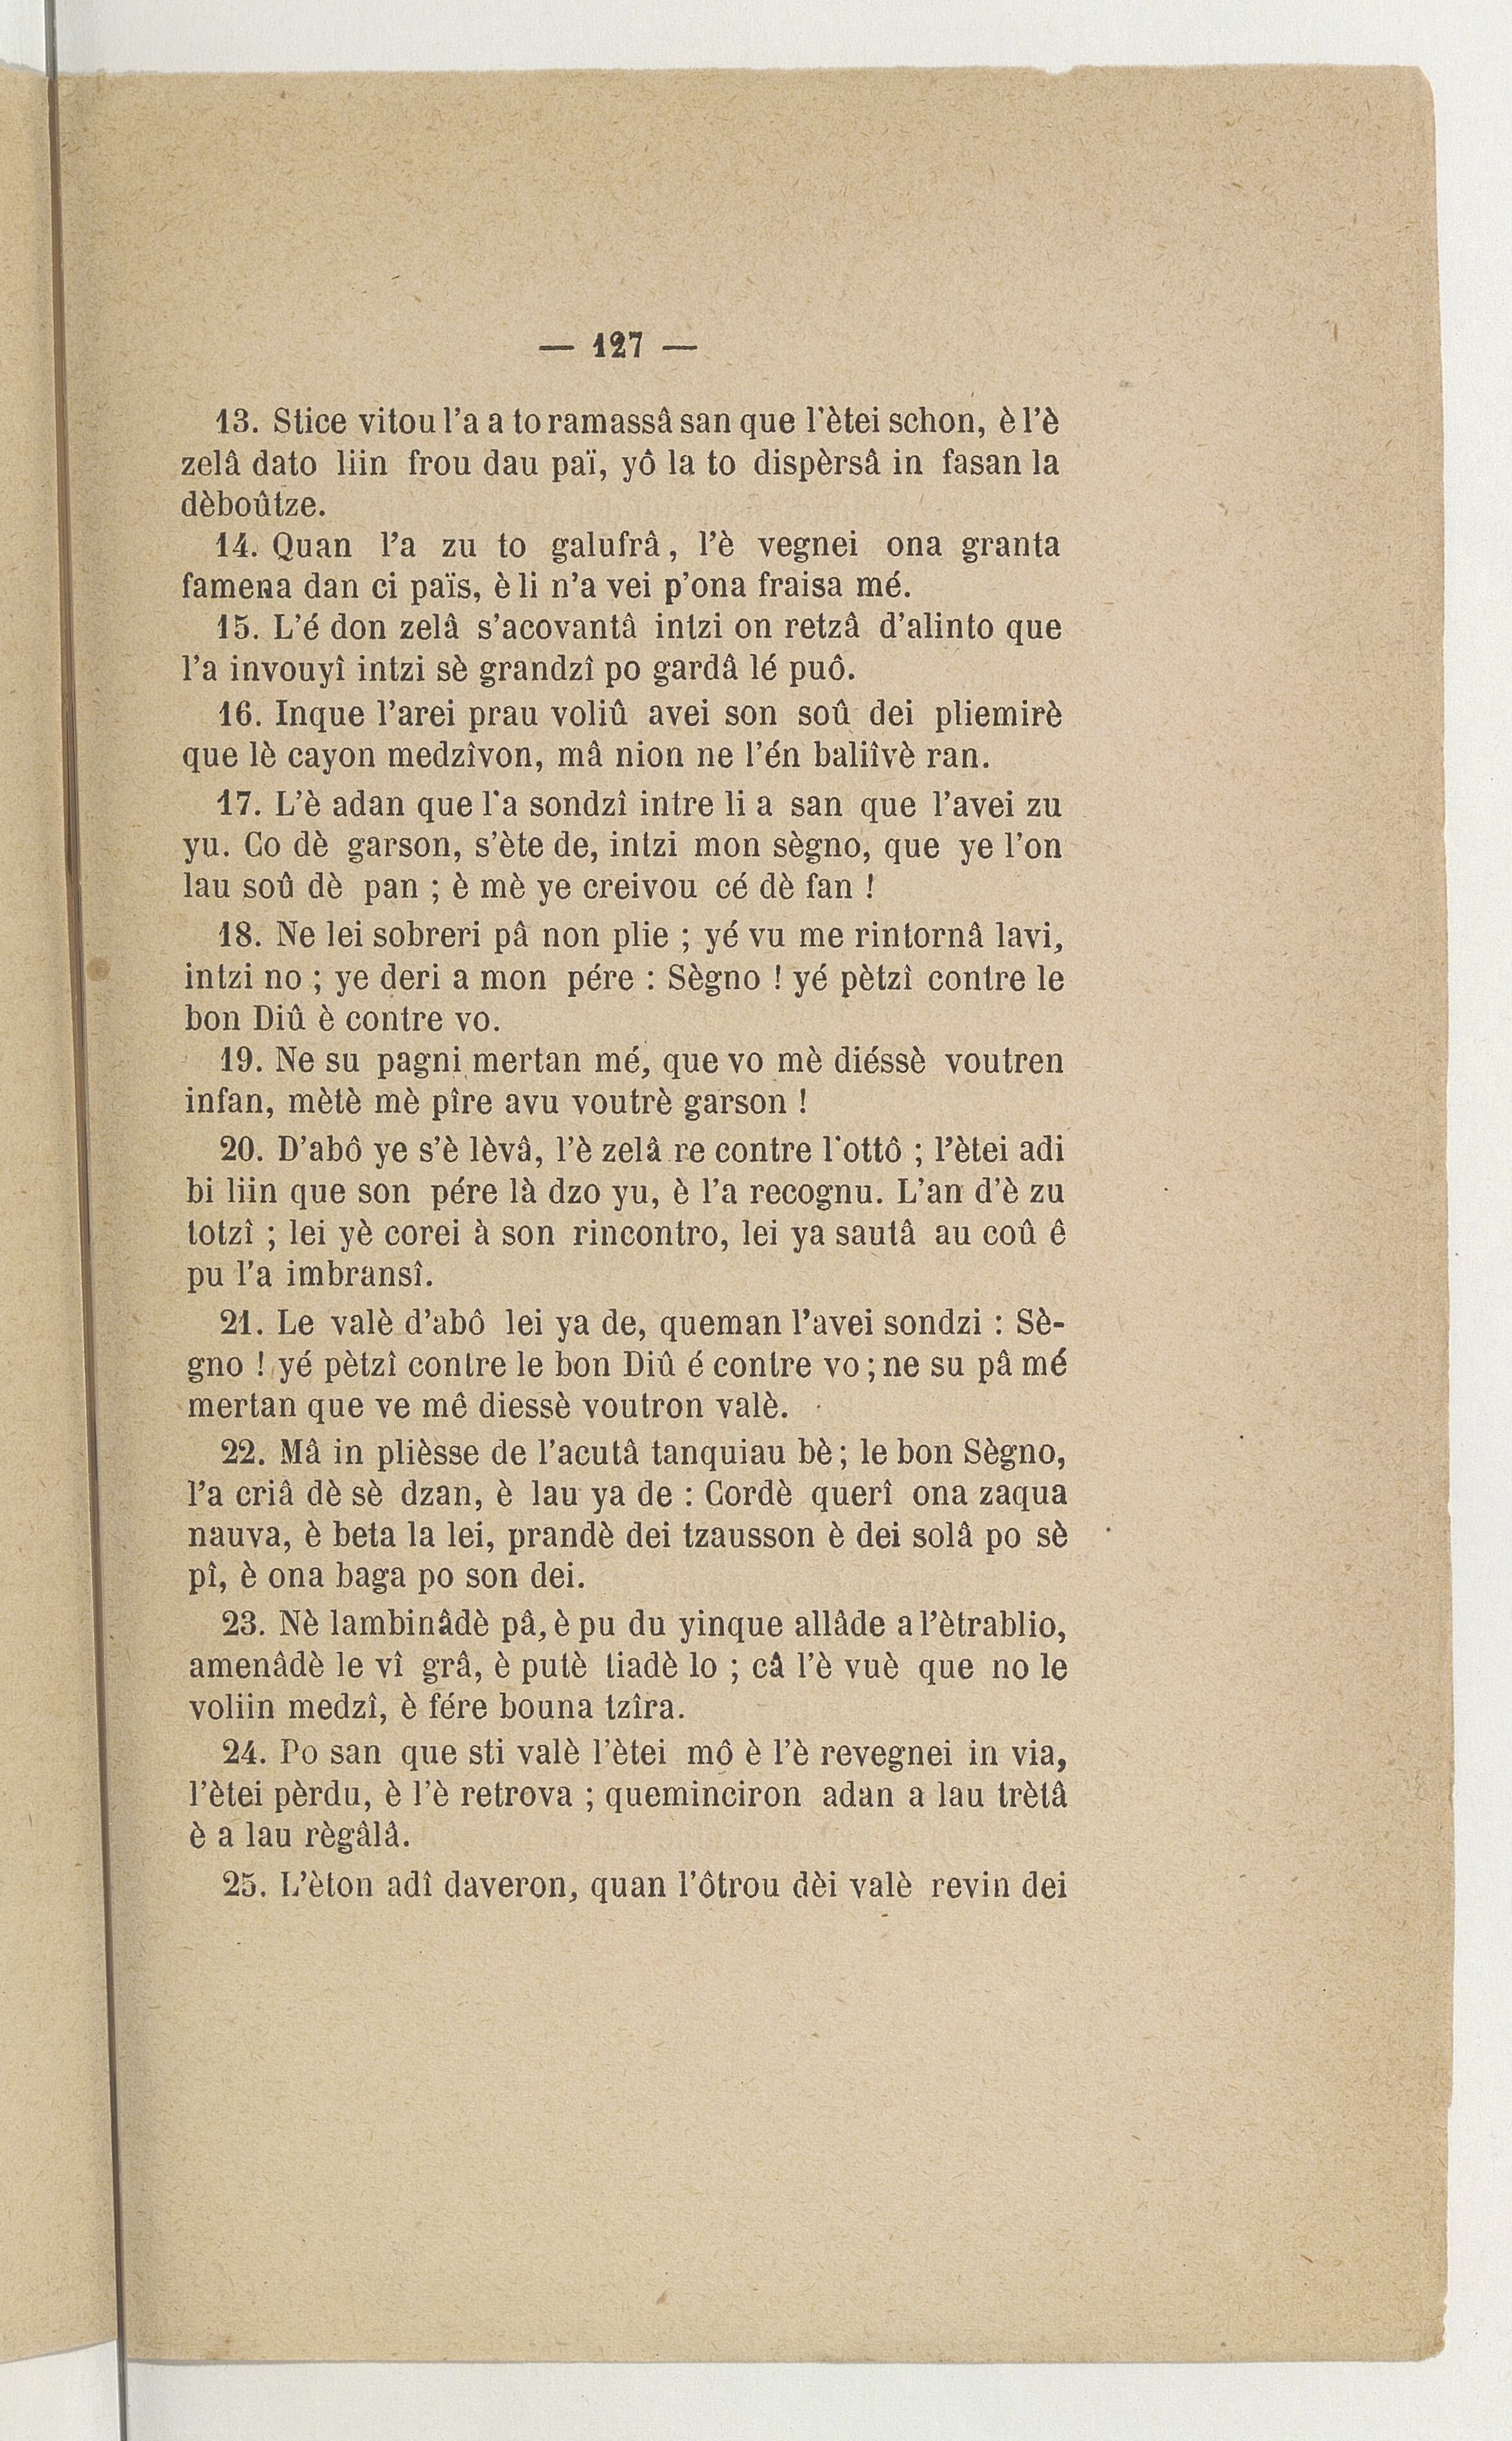 — 127 —
13. Stice vitou l'a a to ramassâ san que l'ètei schon, è l'è
zelâ dato liin frou dau paï, yô la to dispèrsâ in fasan la
dèboûtze.
14. Quan l'a zu to galufrâ, l'è vegnei ona granta
famena dan ci païs, è li n'a vei p'ona fraisa mé.
15. L'é don zelâ s'acovantâ intzi on retzâ d'alinto que
l'a invouyî intzi sè grandzî po gardâ lé puô.
16. Inque l'arei prau voliû avei son soû dei pliemirè
que lè cayon medzîvon, mâ nion ne l'én baliîvè ran.
17. L'è adan que l'a sondzî intre li a san que l'avei zu
yu. Co dè garson, s'ète de, intzi mon sègno, que ye l'on
lau soû dè pan ; è mè ye creivou cé dè fan !
18. Ne lei sobreri pâ non plie ; yé vu me rintornâ lavi,
intzi no ; ye deri a mon pére : Sègno ! yé pètzî contre le
bon Diû è contre vo.
19. Ne su pagni mertan mé, que vo mè diéssè voutren
infan, mètè mè pîre avu voutrè garson !
20. D'abô ye s'è lèvâ, l'è zelâ re contre l'ottô ; l'ètei adi
bi liin que son pére là dzo yu, è l'a recognu. L'an d'è zu
totzî ; lei yè corei à son rincontro, lei ya sautâ au coû ê
pu l'a imbransî.
21. Le valè d'abô lei ya de, queman l'avei sondzi : Sè-
gno ! yé pètzî contre le bon Diû é contre vo ; ne su pâ mé
mertan que ve mê diessè voutron valè.
22. Mâ in plièsse de l'acutâ tanquiau bè ; le bon Sègno,
l'a criâ dè sè dzan, è lau ya de : Cordè querî ona zaqua
nauva, è beta la lei, prandè dei tzausson è dei solâ po sè
pî, è ona baga po son dei.
23. Nè lambinâdè pâ, è pu du yinque allâde a l'ètrablio,
amenâdè le vî grâ, è putè tiadè lo ; câ l'è vuè que no le
voliin medzî, è fére bouna tzîra.
24. Po san que sti valè l'ètei mô è l'è revegnei in via,
l'ètei pèrdu, è l'è retrova ; queminciron adan a lau trètâ
è a lau règâlâ.
25. L'èton adî daveron, quan l'ôtrou dèi valè revin dei